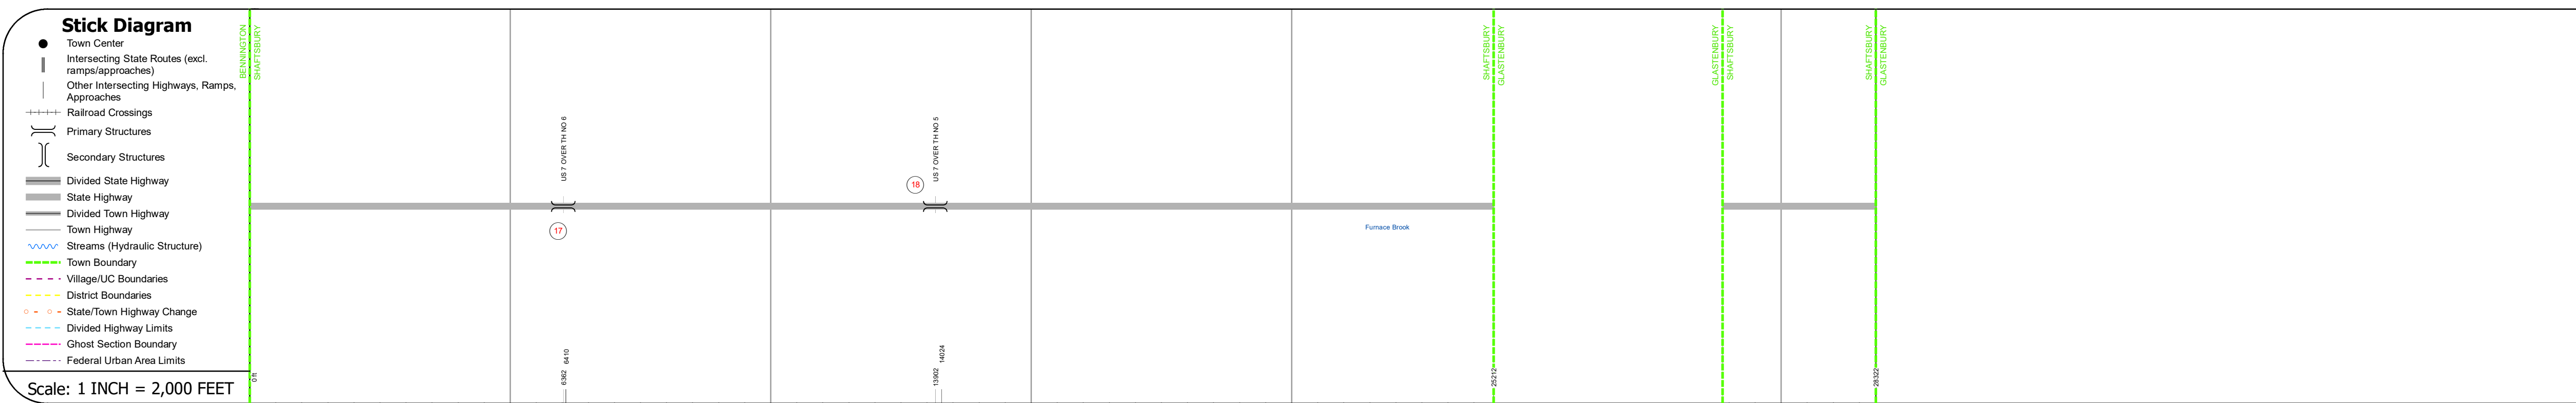 Stick Diagram
Town Center
Intersecting State Routes (excl.
ramps/approaches)
Other Intersecting Highways, Ramps,
Approaches
Railroad Crossings
Primary Structures
Secondary Structures
Divided State Highway
State Highway
Divided Town Highway
Town Highway
Streams (Hydraulic Structure)
Town Boundary
Village/UC Boundaries
District Boundaries
State/Town Highway Change
Divided Highway Limits
Ghost Section Boundary
Federal Urban Area Limits
Scale: 1 INCH = 2,000 FEET
BENNINGTON
SHAFTSBURY
0 ft
US 7 OVER TH NO 6
17
6362
6410
US 7 OVER TH NO 5
18
13902
14024
Furnace Brook
SHAFTSBURY
GLASTENBURY
25212
GLASTENBURY
SHAFTSBURY
SHAFTSBURY
GLASTENBURY
28322